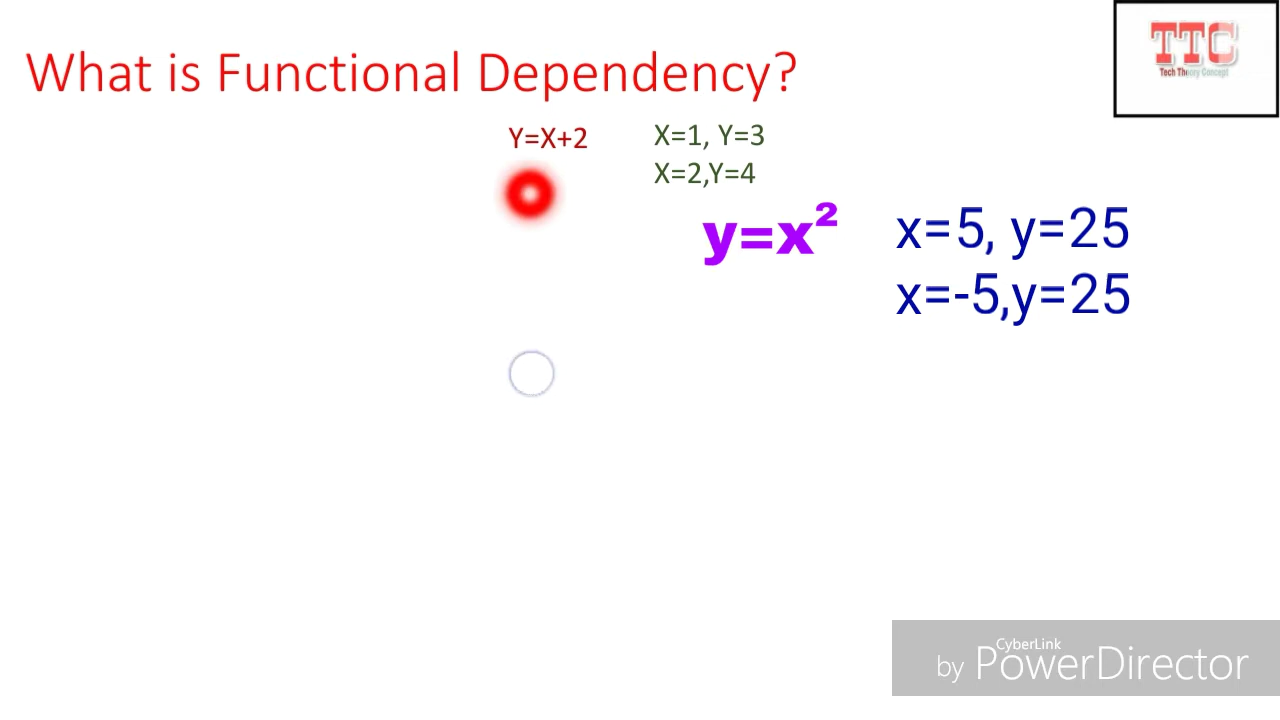 What is Functional Dependency?
TTC
Tech Theory Concept
Y=X+2
X=1, Y=3
X=2,Y=4
y=x²
x=5, y=25
x=-5,y=25
CyberLink
by PowerDirector